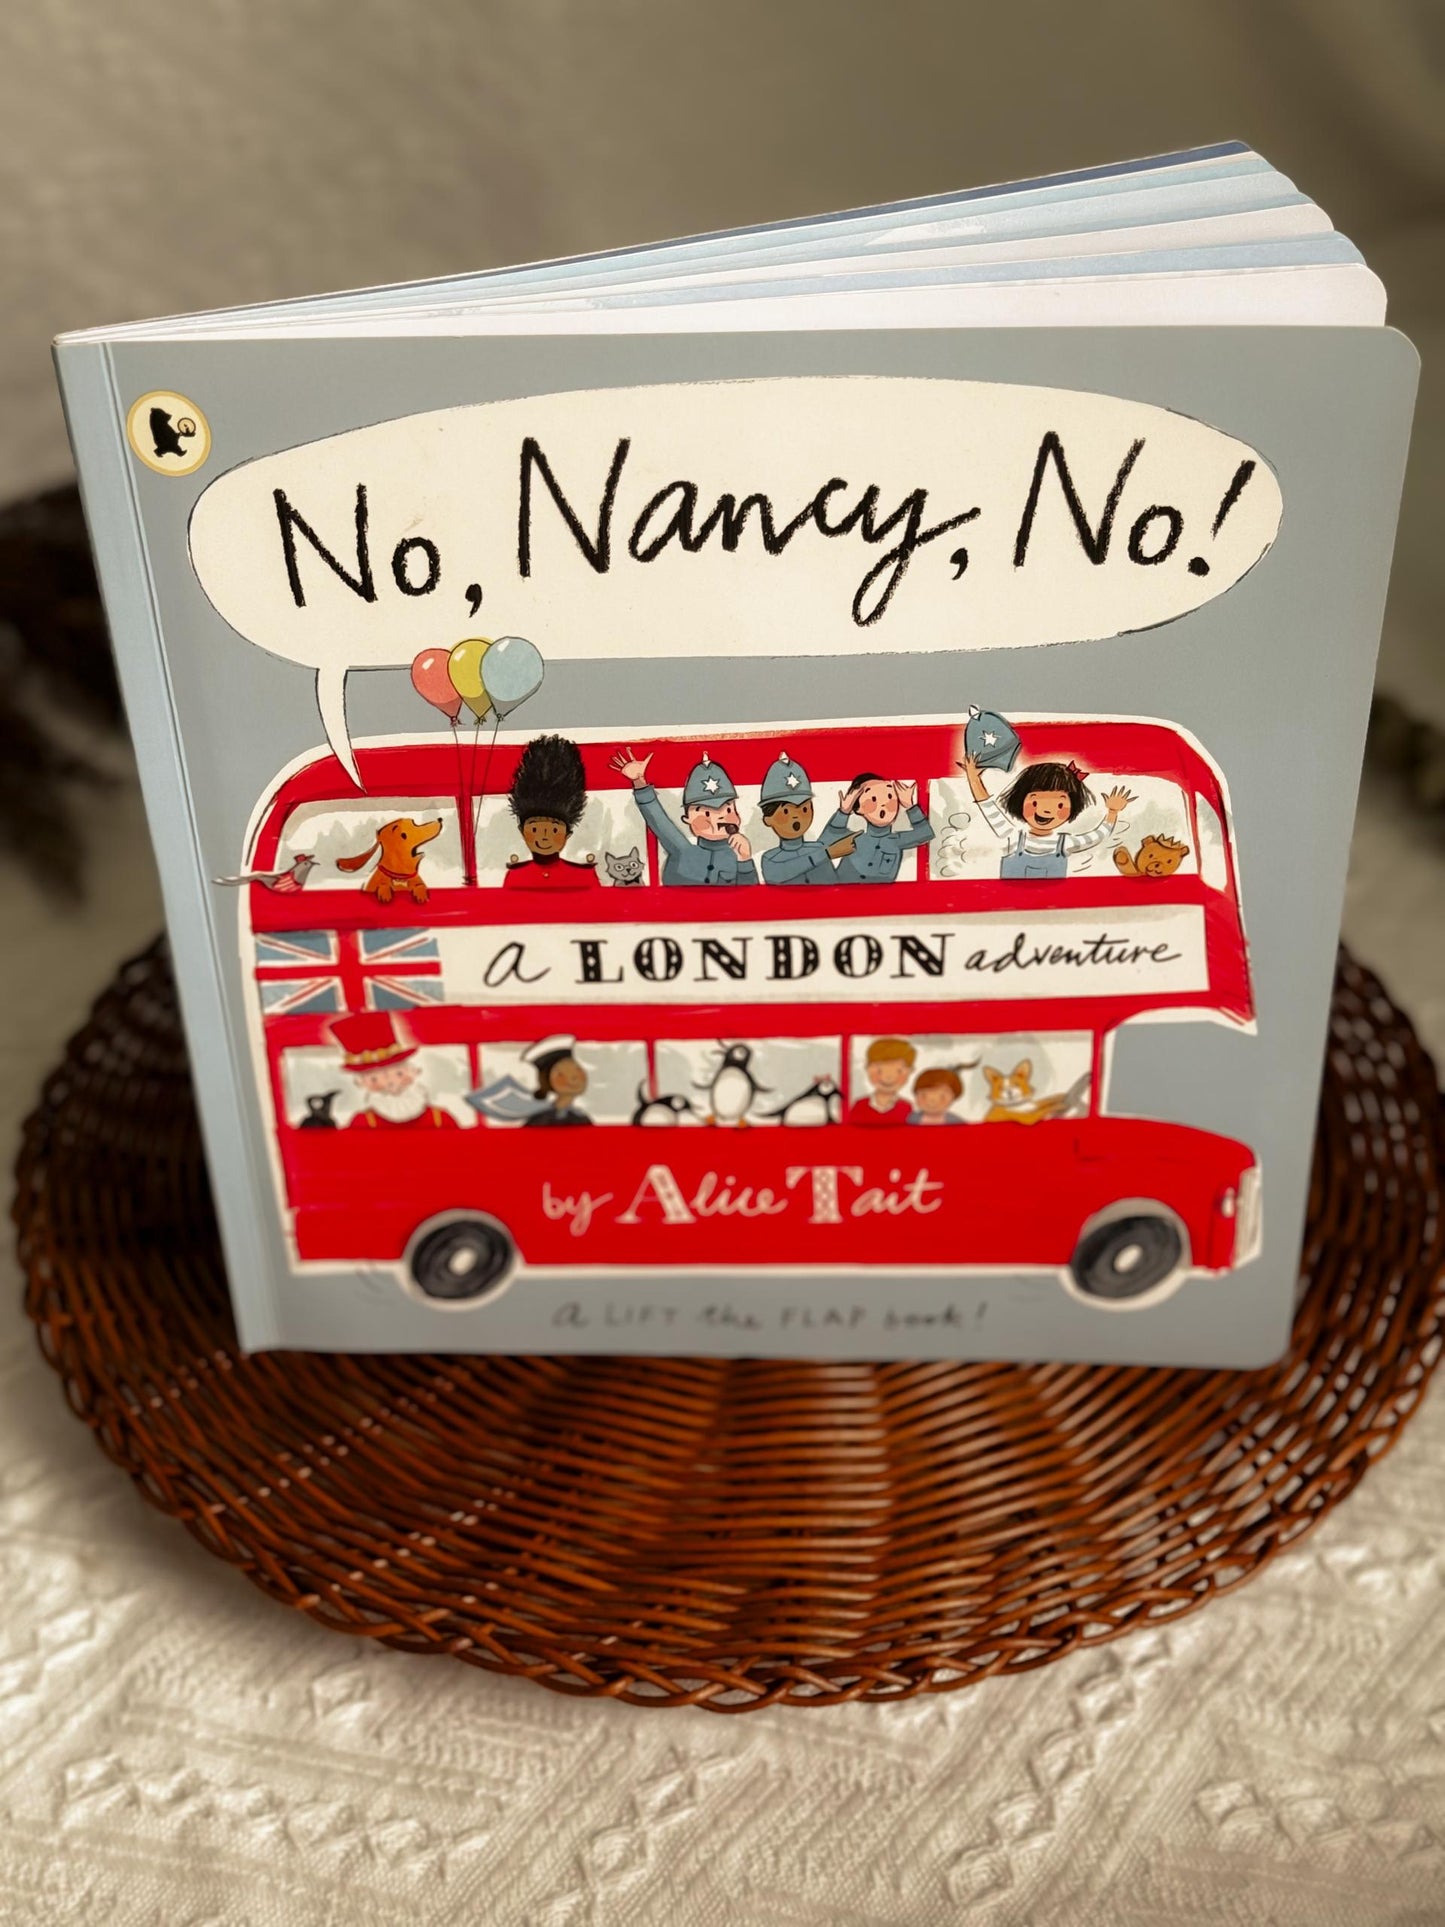 No, Nancy, No!
a LONDON adventure
by Alice Tait
a LIFT the FLAP book!